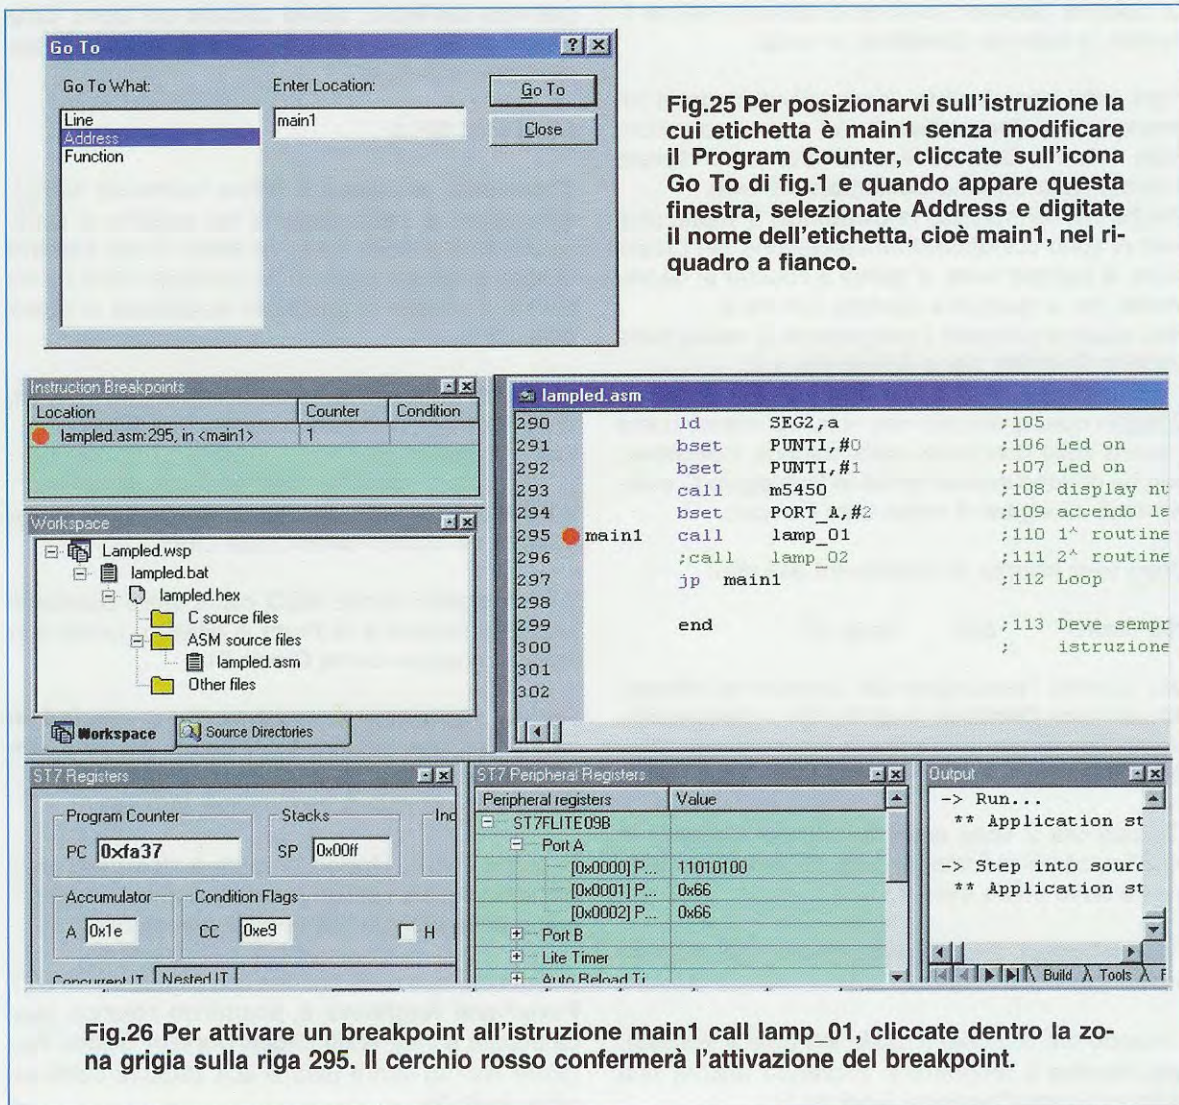 Go To
Go To What:
Enter Location:
Line
Address
Function
main1
Go To
Close
Fig.25 Per posizionarvi sull'istruzione la
cui etichetta è main1 senza modificare
il Program Counter, cliccate sull'icona
Go To di fig.1 e quando appare questa
finestra, selezionate Address e digitate
il nome dell'etichetta, cioè main1, nel ri-
quadro a fianco.
Instruction Breakpoints
Location Counter Condition
lampled.asm:295, in <main1> 1
Workspace
Lampled.wsp
lampled.bat
lampled.hex
C source files
ASM source files
lampled.asm
Other files
Workspace Source Directories
lampled.asm
290 ld SEG2,a ;105
291 bset PUNTI,#0 ;106 Led on
292 bset PUNTI,#1 ;107 Led on
293 call m5450 ;108 display nu
294 bset PORT_A,#2 ;109 accendo la
295 main1 call lamp_01 ;110 1^ routine
296 ;call lamp_02 ;111 2^ routine
297 jp main1 ;112 Loop
298
299 end ;113 Deve sempr
300 ; istruzione
301
302
ST7 Registers
Program Counter Stacks Ind
PC 0xfa37 SP 0x00ff
Accumulator Condition Flags
A 0x1e CC 0xe9 H
Concurrent IT Nested IT
ST7 Peripheral Registers
Peripheral registers Value
ST7FLITE09B
Port A
[0x0000] P... 11010100
[0x0001] P... 0x66
[0x0002] P... 0x66
Port B
Lite Timer
Auto Reload Ti
Output
-> Run...
** Application st
-> Step into sourc
** Application st
Build Tools
Fig.26 Per attivare un breakpoint all'istruzione main1 call lamp_01, cliccate dentro la zo-
na grigia sulla riga 295. Il cerchio rosso confermerà l'attivazione del breakpoint.